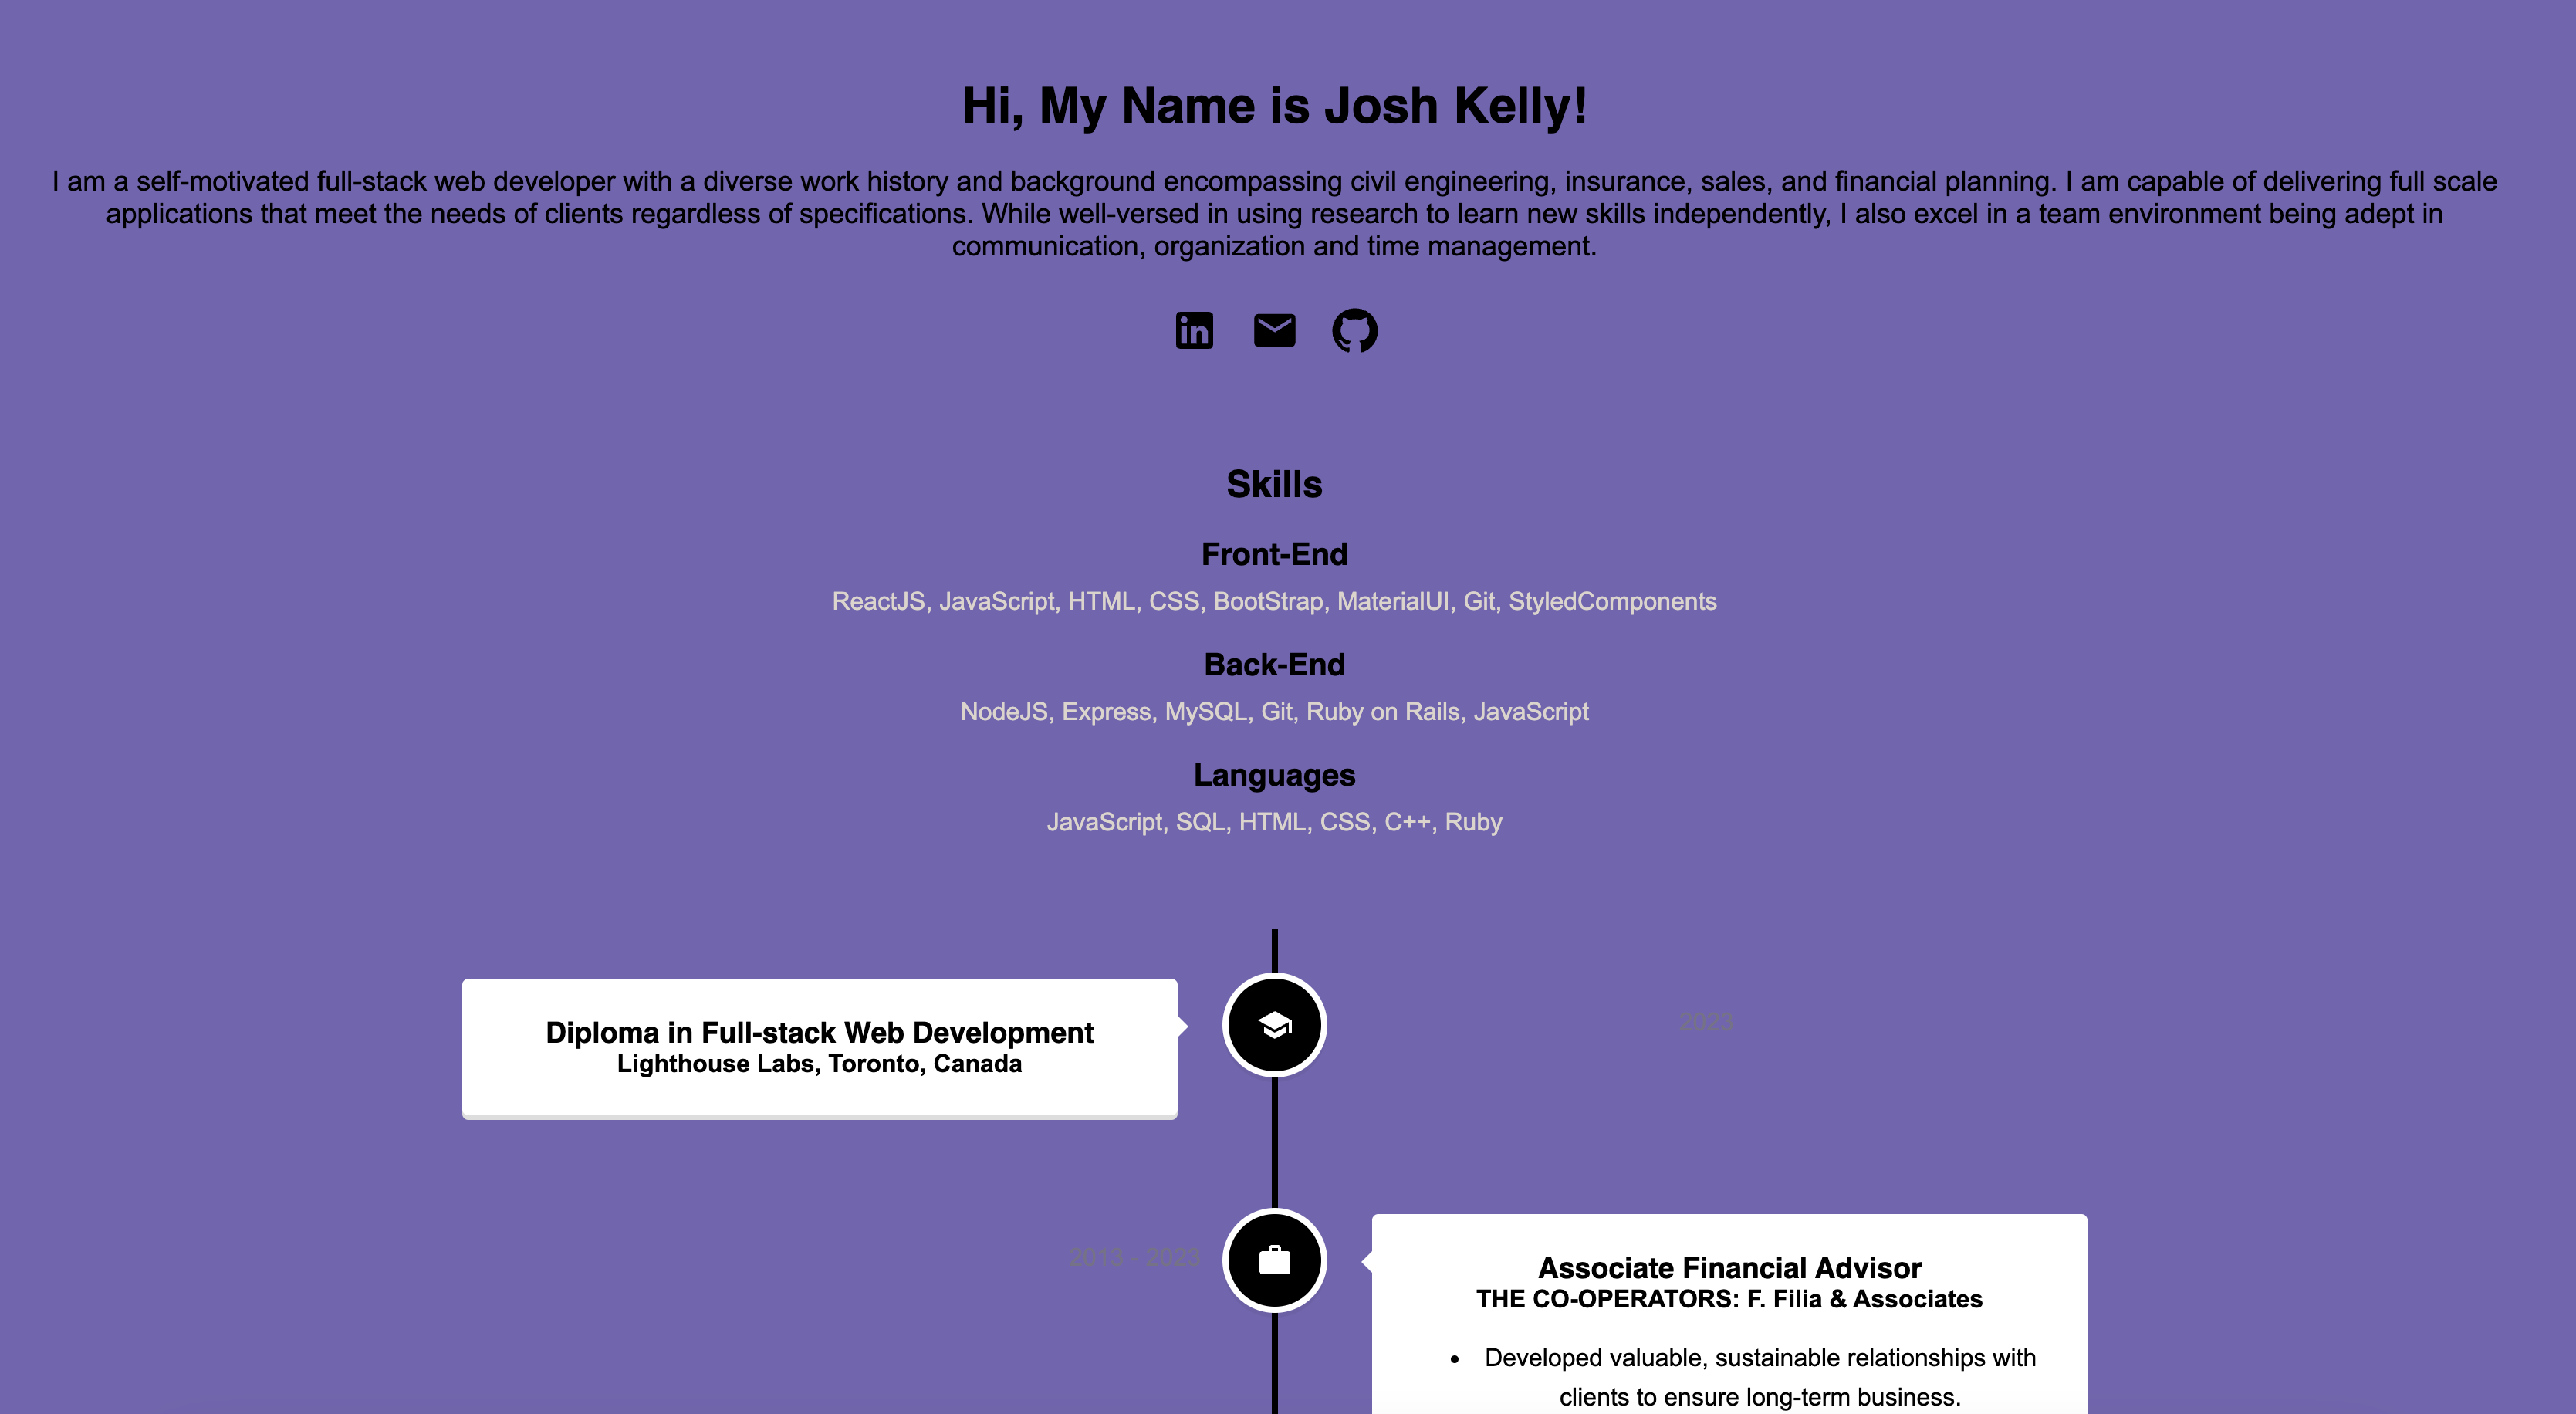 Hi, My Name is Josh Kelly!
I am a self-motivated full-stack web developer with a diverse work history and background encompassing civil engineering, insurance, sales, and financial planning. I am capable of delivering full scale
applications that meet the needs of clients regardless of specifications. While well-versed in using research to learn new skills independently, I also excel in a team environment being adept in
communication, organization and time management.
in
Skills
Front-End
ReactJS, JavaScript, HTML, CSS, BootStrap, MaterialUI, Git, StyledComponents
Back-End
NodeJS, Express, MySQL, Git, Ruby on Rails, JavaScript
Languages
JavaScript, SQL, HTML, CSS, C++, Ruby
Diploma in Full-stack Web Development
Lighthouse Labs, Toronto, Canada
2023
2013 - 2023
Associate Financial Advisor
THE CO-OPERATORS: F. Filia & Associates
• Developed valuable, sustainable relationships with
clients to ensure long-term business.